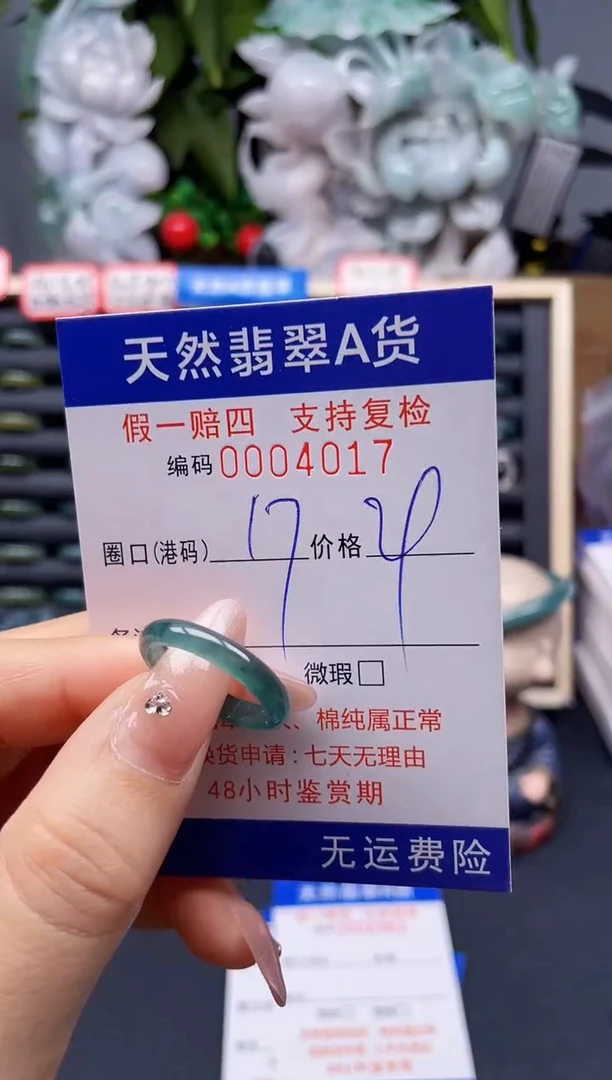 天然翡翠A货
假一赔四 支持复检
编码0004017
圈口(港码) 17 价格
微瑕□
、棉纯属正常
换货申请:七天无理由
48小时鉴赏期
无运费险